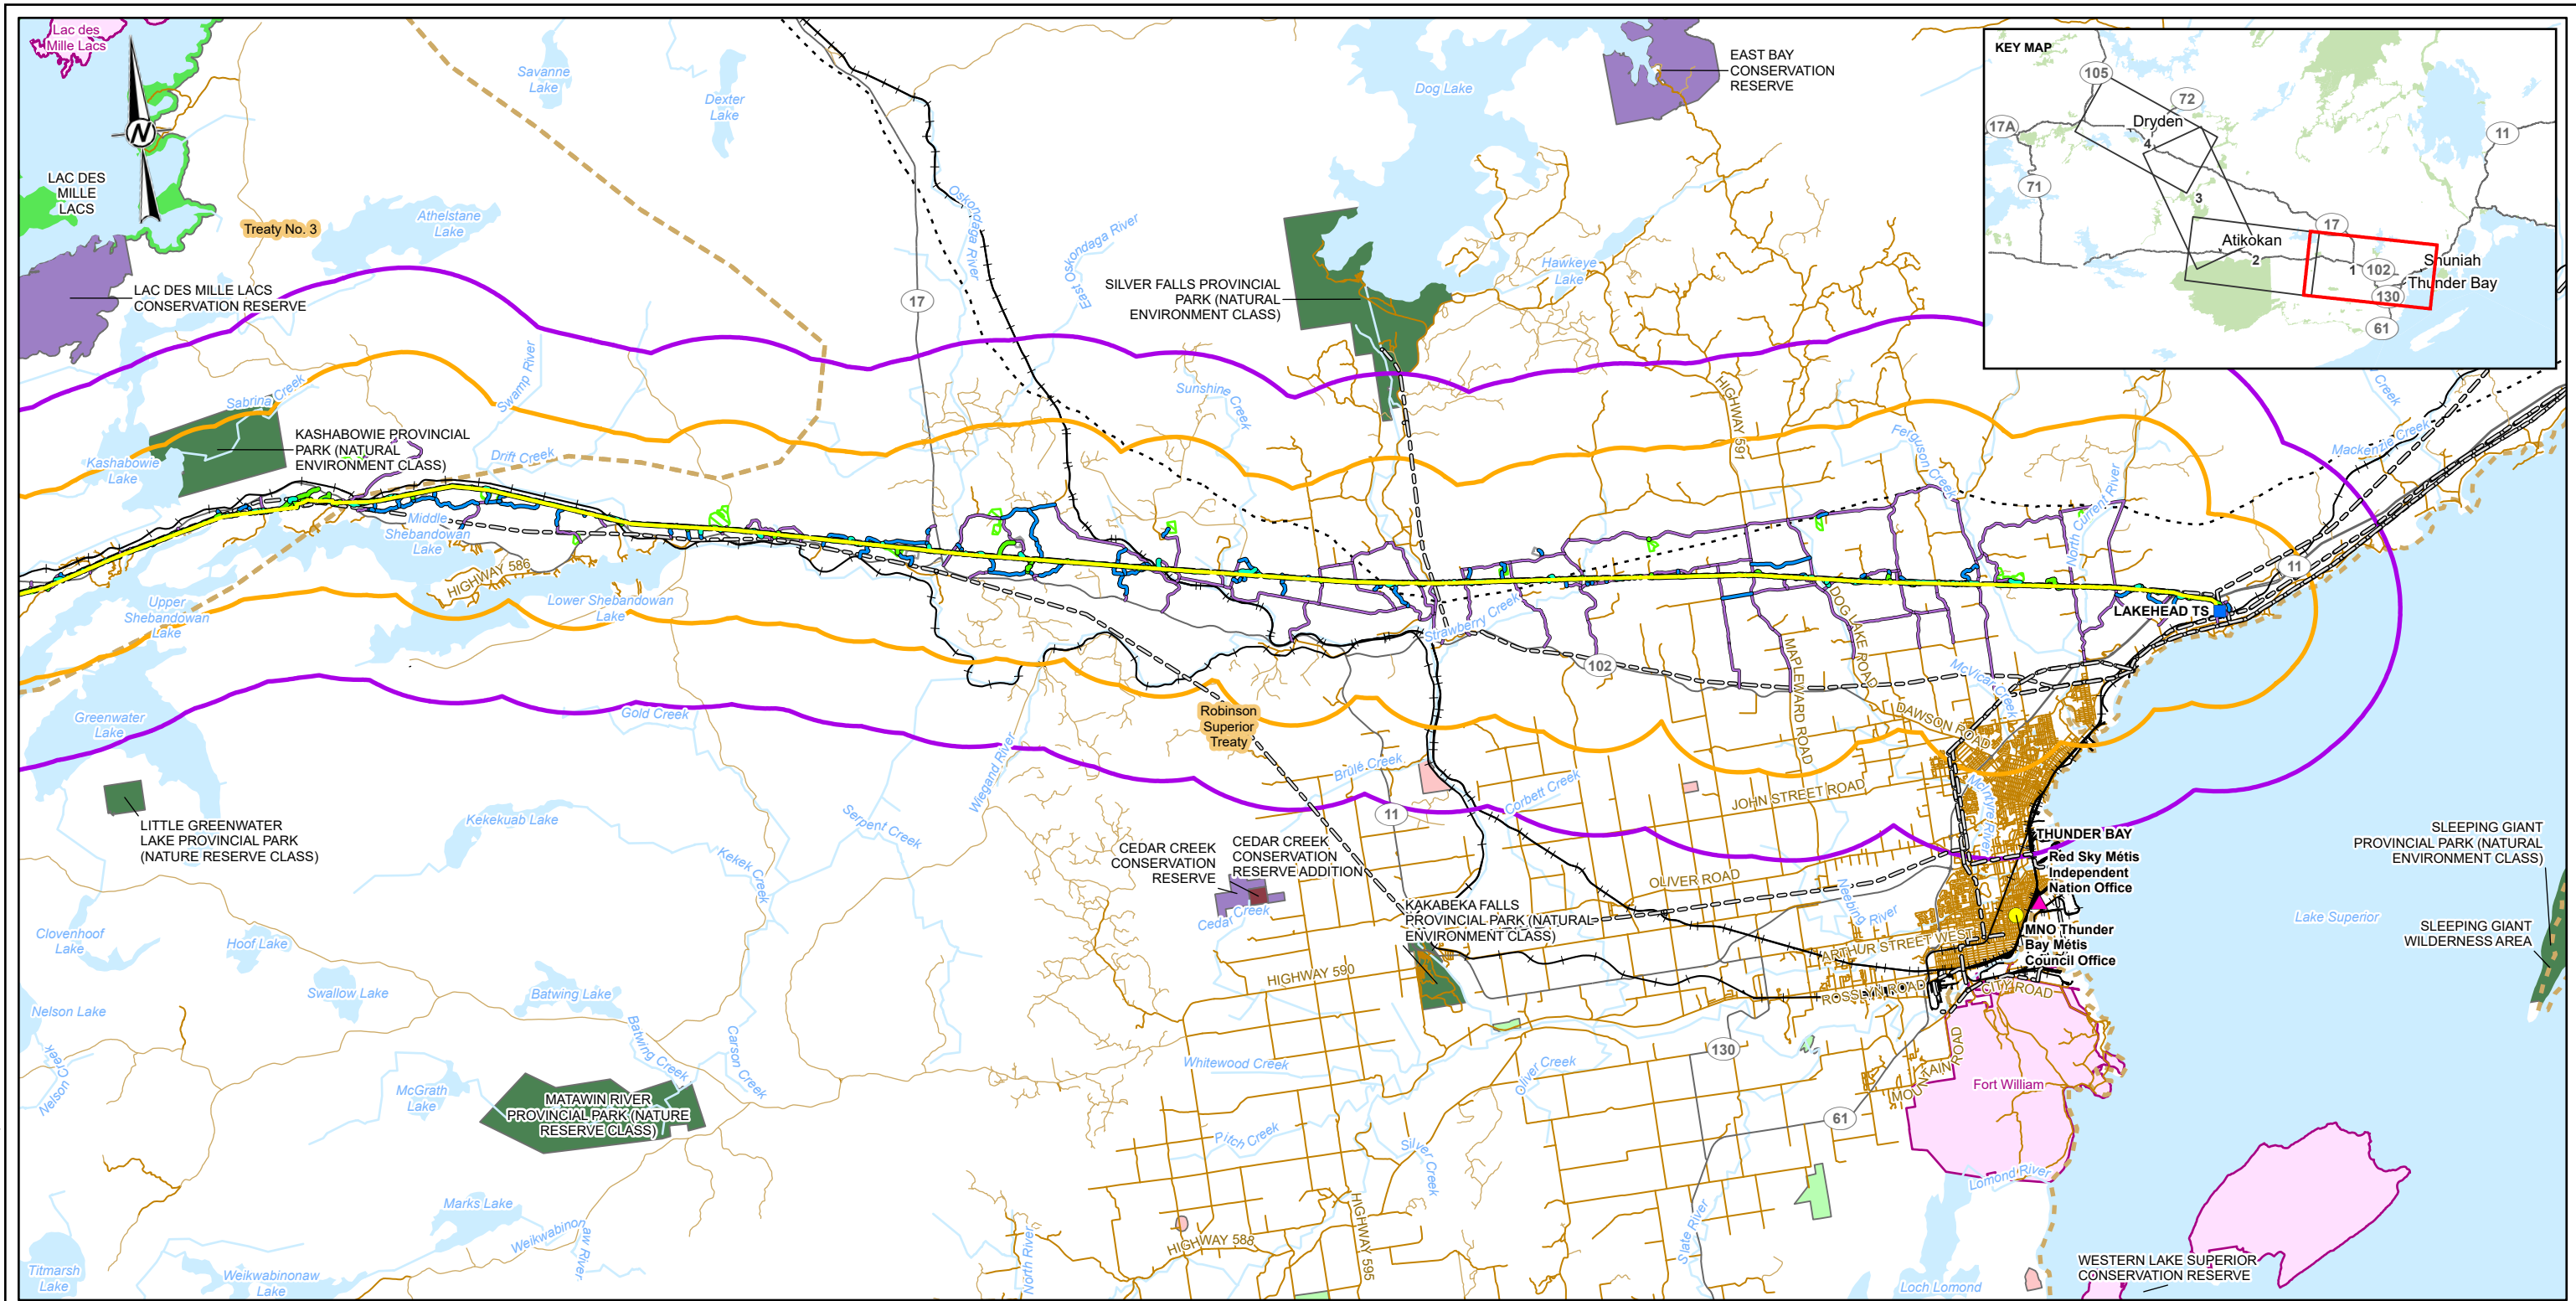 Lac des
Mille Lacs
N
LAC DES
MILLE
LACS
LAC DES MILLE LACS
CONSERVATION RESERVE
Treaty No. 3
Savanne
Lake
Dexter
Lake
Athelstane
Lake
Oskondaga River
East Oskondaga River
17
Dog Lake
EAST BAY
CONSERVATION
RESERVE
SILVER FALLS PROVINCIAL
PARK (NATURAL
ENVIRONMENT CLASS)
Hawkeye
Lake
KEY MAP
105
72
17A
Dryden
4
11
71
3
17
Atikokan
2
1
102
Shuniah
Thunder Bay
130
61
Sabrina Creek
Swamp River
KASHABOWIE PROVINCIAL
PARK (NATURAL
ENVIRONMENT CLASS)
Kashabowie
Lake
Drift Creek
Sunshine
Creek
HIGHWAY 591
Ferguson Creek
North Current River
Mackenzie Creek
Creek
Middle
Shebandowan
Lake
HIGHWAY 586
Upper
Shebandowan
Lake
Lower Shebandowan
Lake
Strawberry Creek
102
DOG LAKE ROAD
MAPLEWARD ROAD
LAKEHEAD TS
11
McVicar Creek
DAWSON ROAD
Greenwater
Lake
Gold Creek
Robinson
Superior
Treaty
Wiegand River
Brulé Creek
11
Corbett Creek
JOHN STREET ROAD
McIntyre River
LITTLE GREENWATER
LAKE PROVINCIAL PARK
(NATURE RESERVE CLASS)
Kekekuab Lake
Kekek Creek
Serpent Creek
CEDAR CREEK
CONSERVATION
RESERVE
CEDAR CREEK
CONSERVATION
RESERVE ADDITION
Cedar Creek
OLIVER ROAD
KAKABEKA FALLS
PROVINCIAL PARK (NATURAL
ENVIRONMENT CLASS)
Neebing River
THUNDER BAY
Red Sky Métis
Independent
Nation Office
MNO Thunder
Bay Métis
Council Office
SLEEPING GIANT
PROVINCIAL PARK (NATURAL
ENVIRONMENT CLASS)
Lake Superior
SLEEPING GIANT
WILDERNESS AREA
Clovenhoof
Lake
Hoof Lake
Swallow Lake
Batwing Lake
HIGHWAY 590
ARTHUR STREET WEST
ROSSLYN ROAD
CITY ROAD
Nelson Lake
Nelson Creek
Batwing Creek
Carson Creek
McGrath
Lake
MATAWIN RIVER
PROVINCIAL PARK (NATURE
RESERVE CLASS)
Whitewood Creek
Oliver Creek
130
MOUNTAIN ROAD
Fort William
61
Pitch Creek
Silver Creek
Lomond River
Marks Lake
Weikwabinon
aw River
North River
HIGHWAY 588
HIGHWAY 595
Slate River
Titmarsh
Lake
Weikwabinonaw
Lake
Loch Lomond
WESTERN LAKE SUPERIOR
CONSERVATION RESERVE